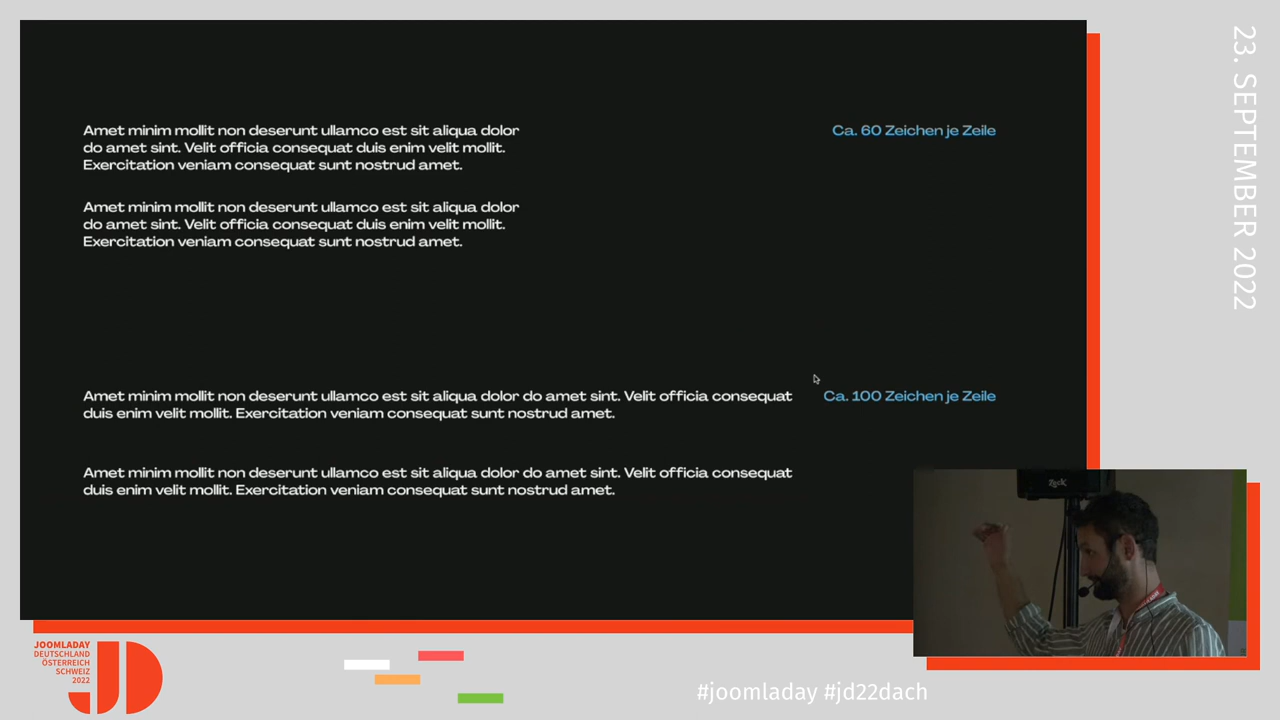 Amet minim mollit non deserunt ullamco est sit aliqua dolor
do amet sint. Velit officia consequat duis enim velit mollit.
Exercitation veniam consequat sunt nostrud amet.
Ca. 60 Zeichen je Zeile
Amet minim mollit non deserunt ullamco est sit aliqua dolor
do amet sint. Velit officia consequat duis enim velit mollit.
Exercitation veniam consequat sunt nostrud amet.
Amet minim mollit non deserunt ullamco est sit aliqua dolor do amet sint. Velit officia consequat
duis enim velit mollit. Exercitation veniam consequat sunt nostrud amet.
Ca. 100 Zeichen je Zeile
Amet minim mollit non deserunt ullamco est sit aliqua dolor do amet sint. Velit officia consequat
duis enim velit mollit. Exercitation veniam consequat sunt nostrud amet.
23. SEPTEMBER 2022
JOOMLADAY
DEUTSCHLAND
ÖSTERREICH
SCHWEIZ
2022
JD
#joomladay #jd22dach